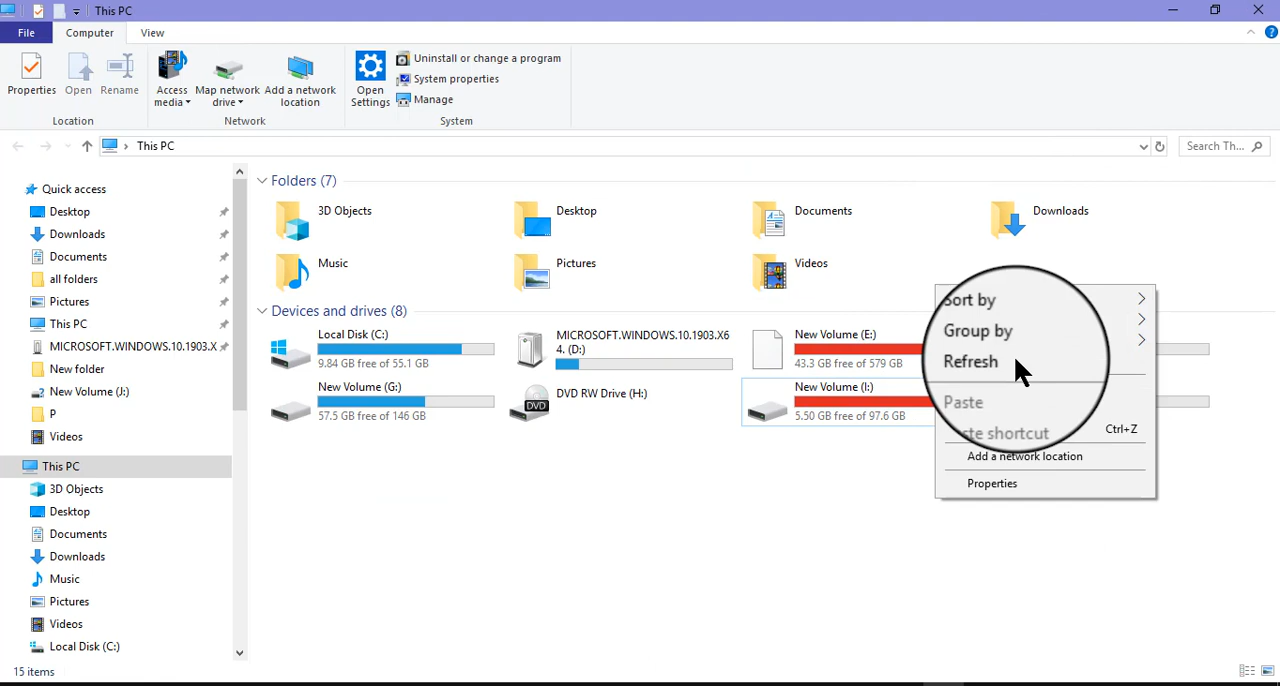 This PC
File
Computer
View
Properties
Open
Rename
Access media
Map network drive
Add a network location
Open Settings
Uninstall or change a program
System properties
Manage
Location
Network
System
This PC
Search Th...
Quick access
Desktop
Downloads
Documents
all folders
Pictures
This PC
MICROSOFT.WINDOWS.10.1903.X
New folder
New Volume (J:)
P
Videos
This PC
3D Objects
Desktop
Documents
Downloads
Music
Pictures
Videos
Local Disk (C:)
Folders (7)
3D Objects
Desktop
Documents
Downloads
Music
Pictures
Videos
Devices and drives (8)
Local Disk (C:)
9.84 GB free of 55.1 GB
MICROSOFT.WINDOWS.10.1903.X6
4. (D:)
New Volume (E:)
43.3 GB free of 579 GB
New Volume (G:)
57.5 GB free of 146 GB
DVD RW Drive (H:)
DVD
New Volume (I:)
5.50 GB free of 97.6 GB
Sort by
Group by
Refresh
Paste
shortcut
Ctrl+Z
Add a network location
Properties
15 items